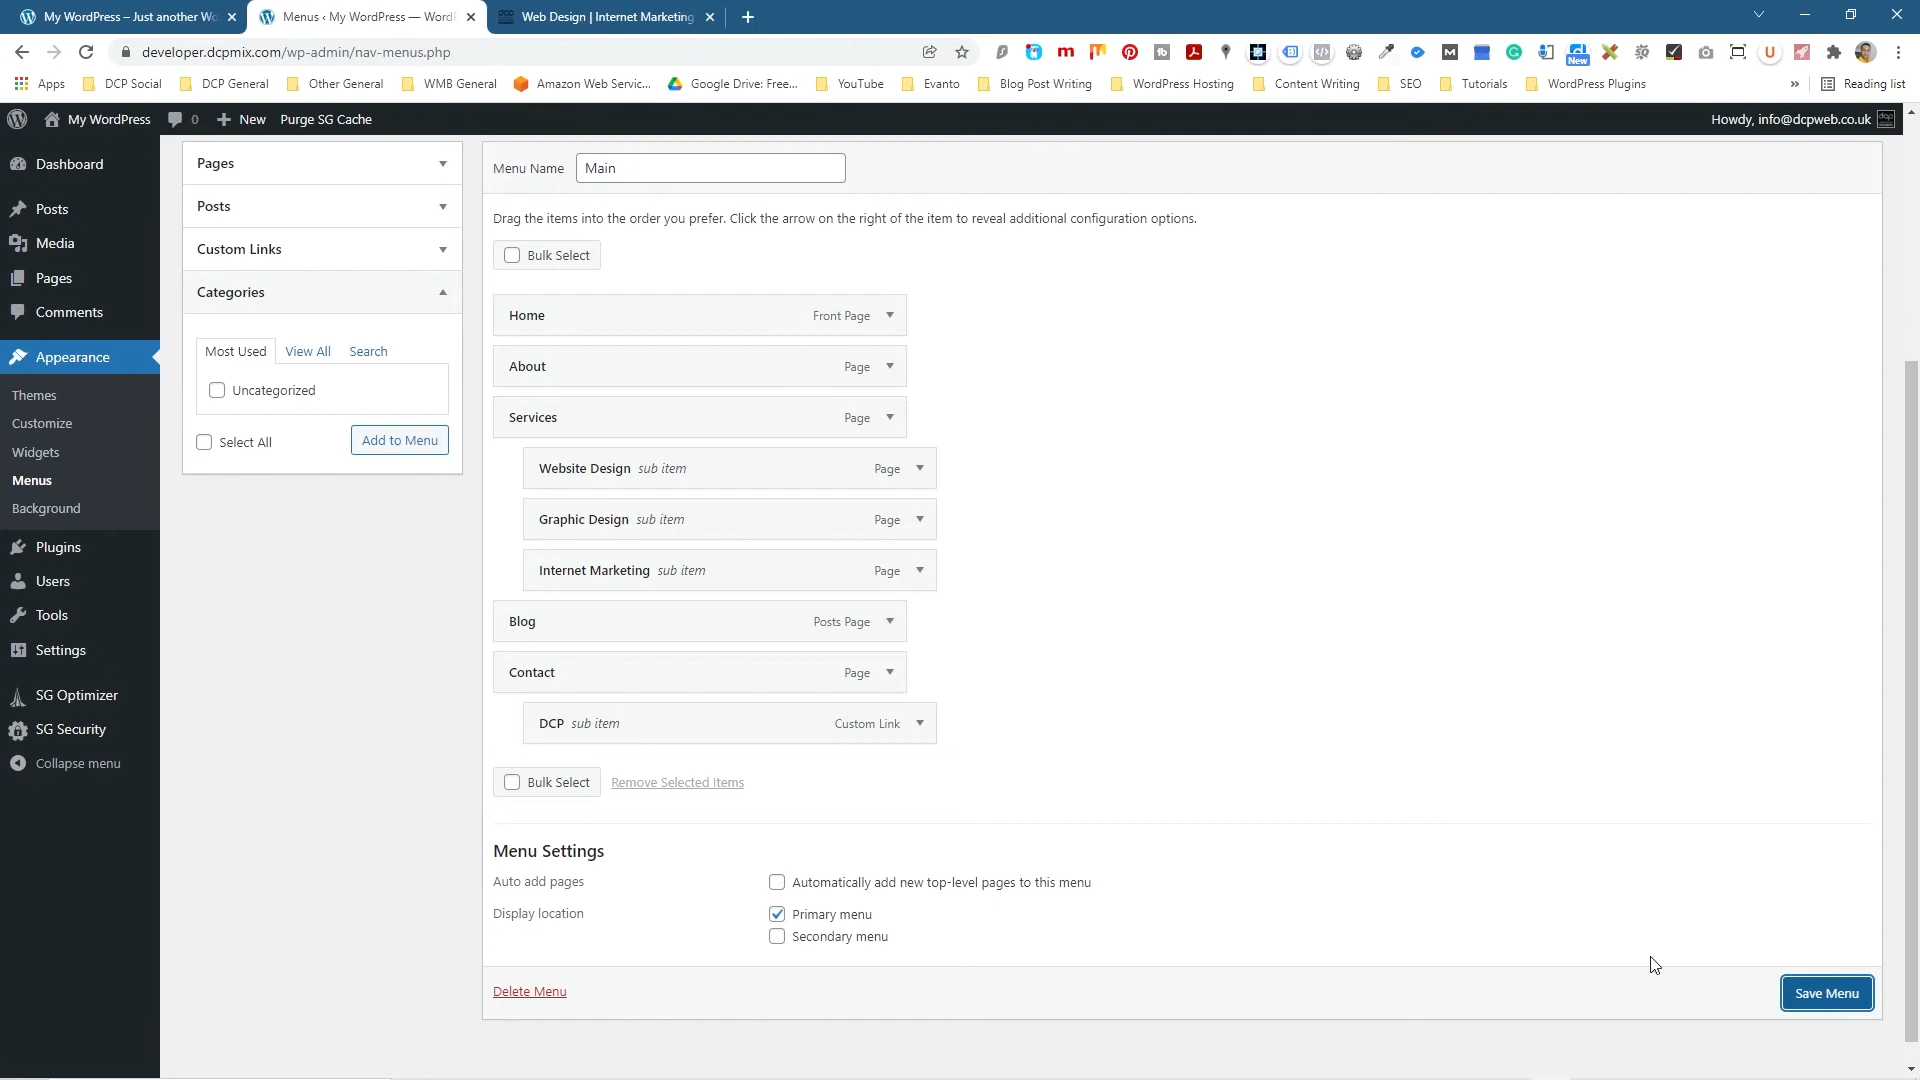 My WordPress – Just another Wo
Menus ‹ My WordPress — WordP
Web Design | Internet Marketing
developer.dcpmix.com/wp-admin/nav-menus.php
New
Apps
DCP Social
DCP General
Other General
WMB General
Amazon Web Servic...
Google Drive: Free...
YouTube
Evanto
Blog Post Writing
WordPress Hosting
Content Writing
SEO
Tutorials
WordPress Plugins
»
Reading list
My WordPress
0
New
Purge SG Cache
Howdy, info@dcpweb.co.uk
Dashboard
Posts
Media
Pages
Comments
Appearance
Themes
Customize
Widgets
Menus
Background
Plugins
Users
Tools
Settings
SG Optimizer
SG Security
Collapse menu
Pages
Posts
Custom Links
Categories
Most Used View All Search
Uncategorized
Select All
Add to Menu
Menu Name Main
Drag the items into the order you prefer. Click the arrow on the right of the item to reveal additional configuration options.
Bulk Select
Home Front Page
About Page
Services Page
Website Design sub item Page
Graphic Design sub item Page
Internet Marketing sub item Page
Blog Posts Page
Contact Page
DCP sub item Custom Link
Bulk Select Remove Selected Items
Menu Settings
Auto add pages Automatically add new top-level pages to this menu
Display location Primary menu
Secondary menu
Delete Menu
Save Menu